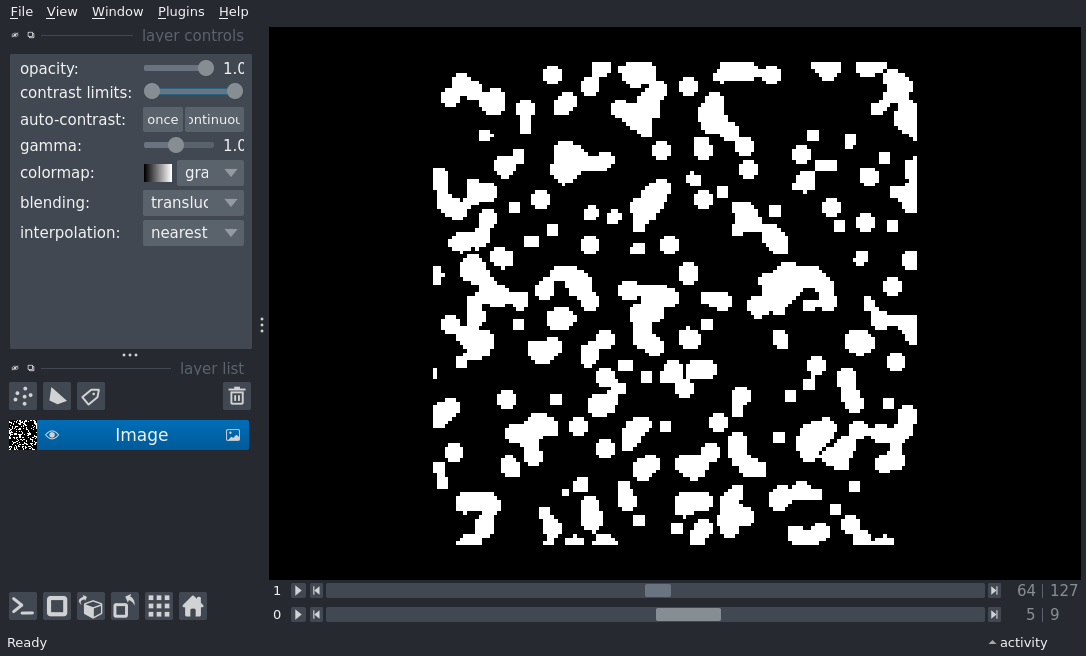 File View Window Plugins Help
layer controls
opacity: 1.0
contrast limits:
auto-contrast: once ontinuou
gamma: 1.0
colormap: gra
blending: transluc
interpolation: nearest
layer list
Image
1 64 127
0 5 9
Ready activity